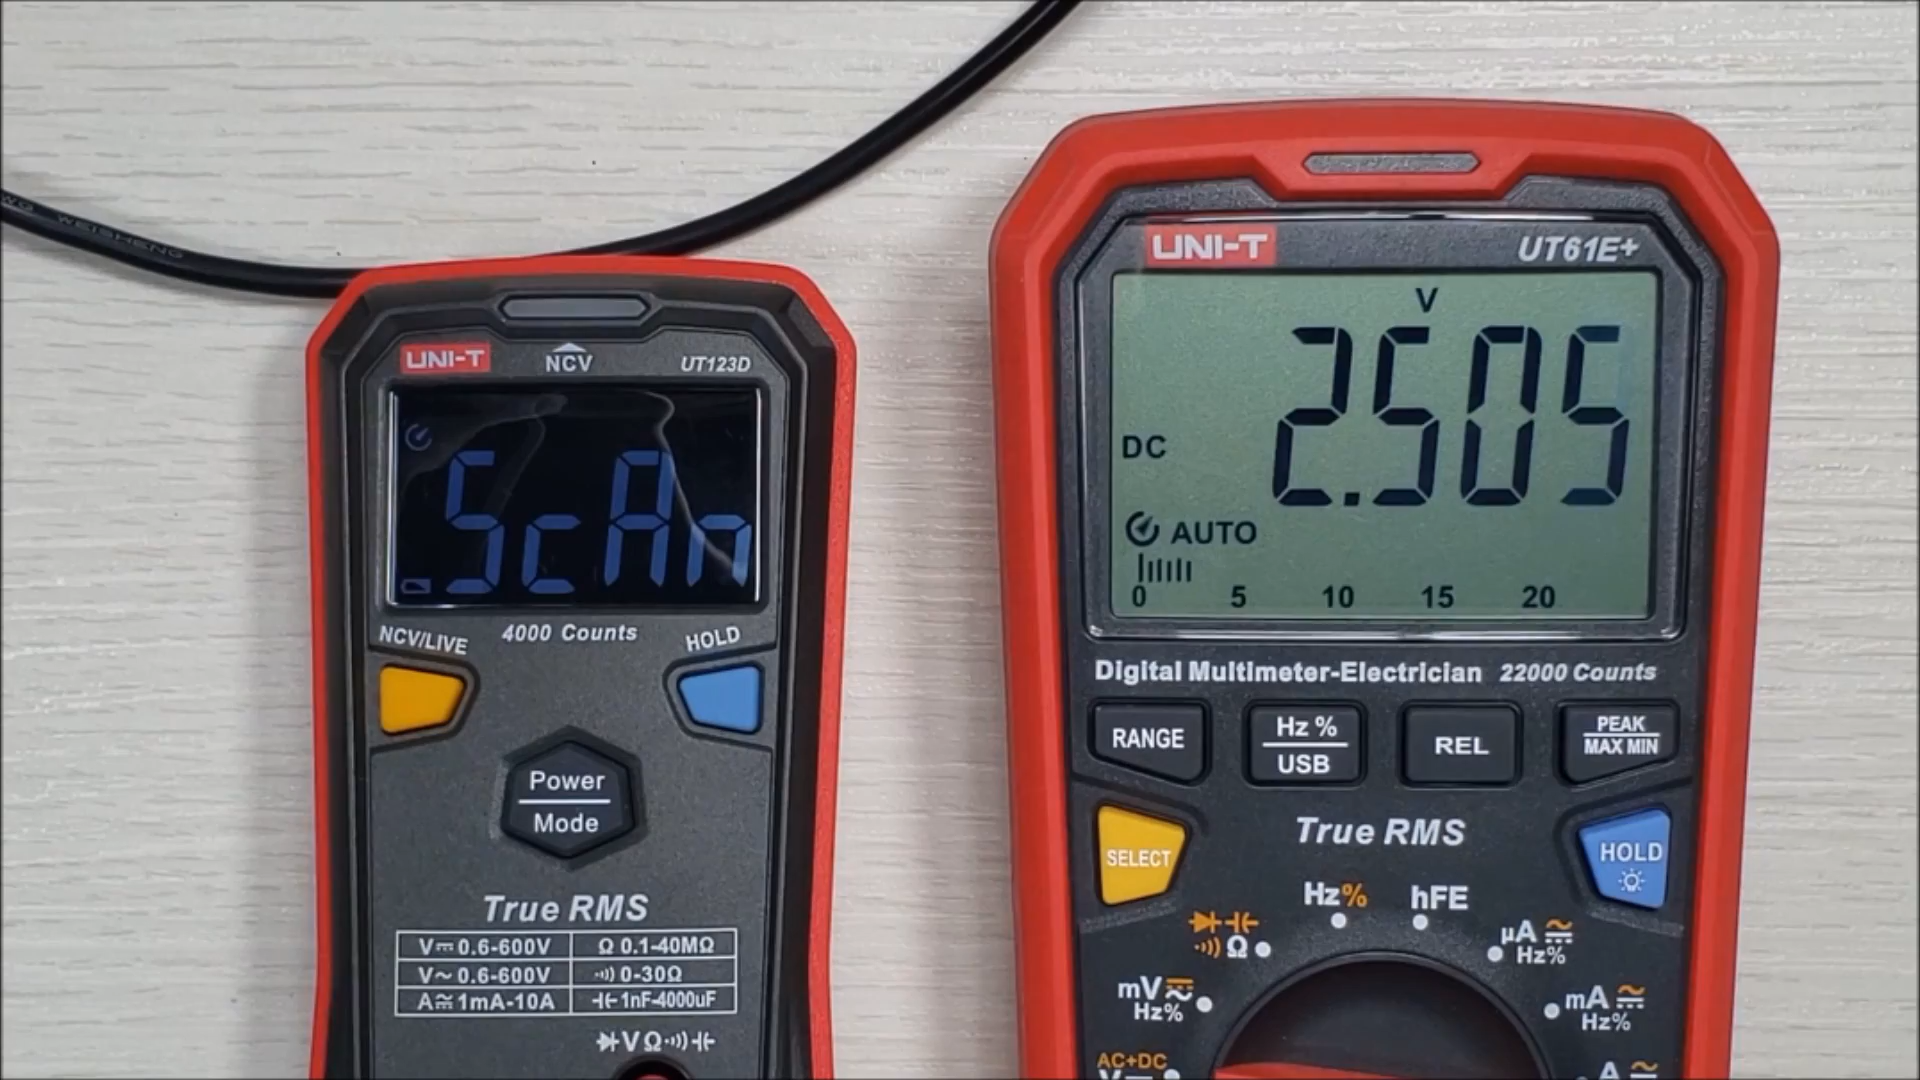 WEISHENG
UNI-T NCV UT123D
ScAn
NCV/LIVE 4000 Counts HOLD
Power
Mode
True RMS
V⎓0.6-600V Ω 0.1-40MΩ
V~0.6-600V 0-30Ω
A≂1mA-10A 1nF-4000uF
VΩ
UNI-T UT61E+
V
DC 2.505
AUTO
0 5 10 15 20
Digital Multimeter-Electrician 22000 Counts
RANGE Hz % USB REL PEAK MAX MIN
SELECT True RMS HOLD
Hz% hFE
Ω
µA≂ Hz%
mV≂ Hz%
mA≂ Hz%
AC+DC
V⎓
A≂